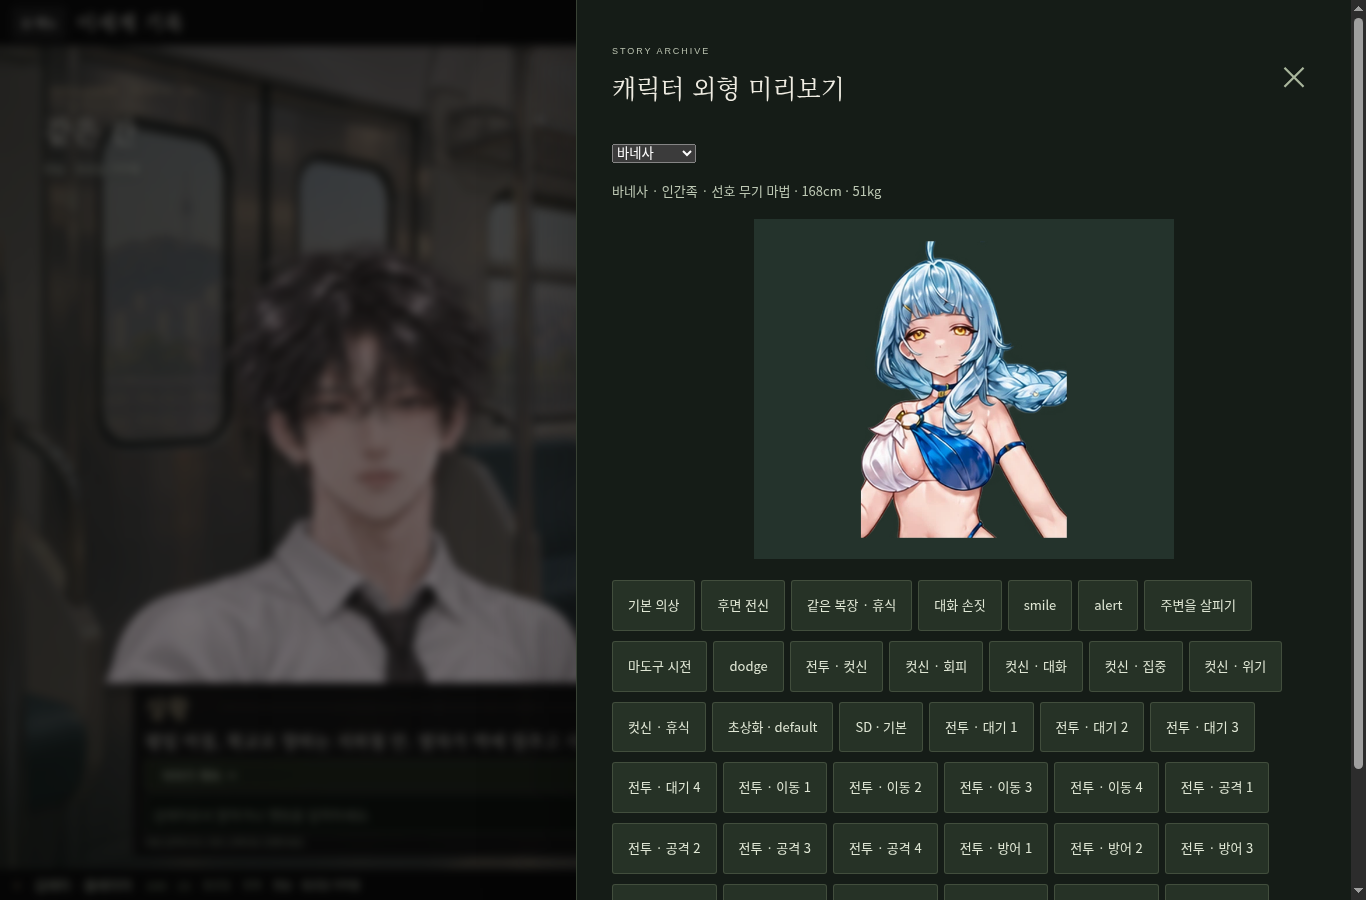 STORY ARCHIVE
캐릭터 외형 미리보기
바네사
바네사 · 인간족 · 선호 무기 마법 · 168cm · 51kg
기본 의상 후면 전신 같은 복장 · 휴식 대화 손짓 smile alert 주변을 살피기
마도구 시전 dodge 전투 · 컷신 컷신 · 회피 컷신 · 대화 컷신 · 집중 컷신 · 위기
컷신 · 휴식 초상화 · default SD · 기본 전투 · 대기 1 전투 · 대기 2 전투 · 대기 3
전투 · 대기 4 전투 · 이동 1 전투 · 이동 2 전투 · 이동 3 전투 · 이동 4 전투 · 공격 1
전투 · 공격 2 전투 · 공격 3 전투 · 공격 4 전투 · 방어 1 전투 · 방어 2 전투 · 방어 3